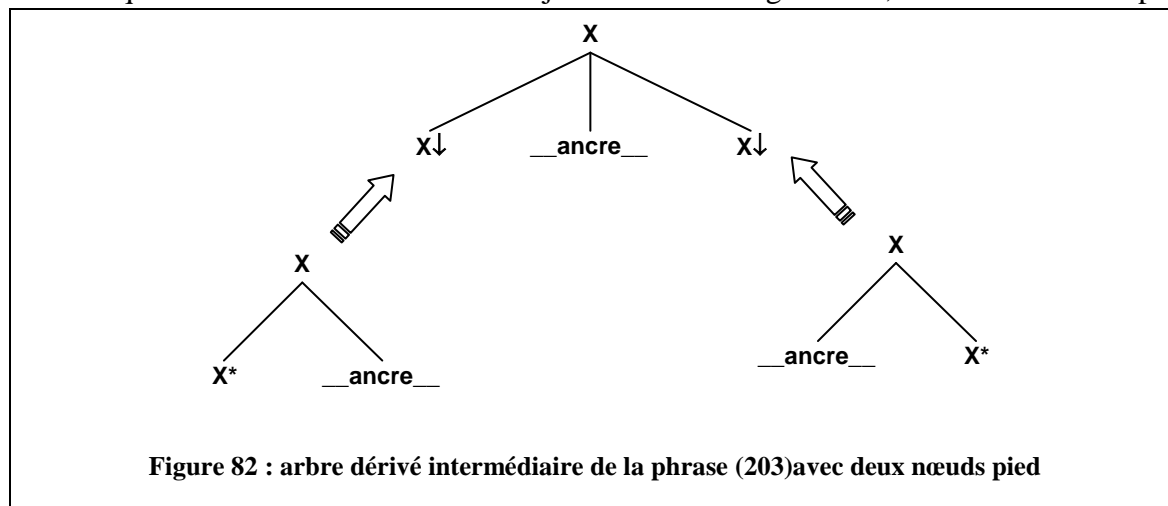 X
X↓ __ancre__ X↓
X X
X* __ancre__ __ancre__ X*
Figure 82 : arbre dérivé intermédiaire de la phrase (203)avec deux nœuds pied